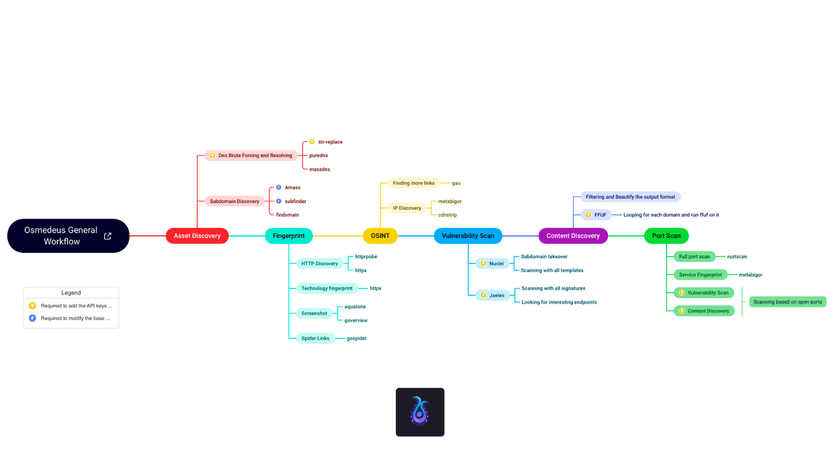 Osmedeus General
Workflow
Legend
Required to add the API keys ...
Required to modify the base ...
Asset Discovery
Dns Brute Forcing and Resolving
str-replace
puredns
massdns
Subdomain Discovery
Amass
subfinder
findomain
Fingerprint
HTTP Discovery
httprpobe
httpx
Technology fingerprint
httpx
Screenshot
aquatone
goverview
Spider Links
gospider
OSINT
Finding more links
gau
IP Discovery
metabigor
cdnstrip
Vulnerability Scan
Nuclei
Subdomain takeover
Scanning with all templates
Jaeles
Scanning with all signatures
Looking for interesting endpoints
Content Discovery
Filtering and Beautify the output format
FFUF
Looping for each domain and run ffuf on it
Port Scan
Full port scan
rustscan
Service Fingerprint
metabigor
Vulnerability Scan
Content Discovery
Scanning based on open ports